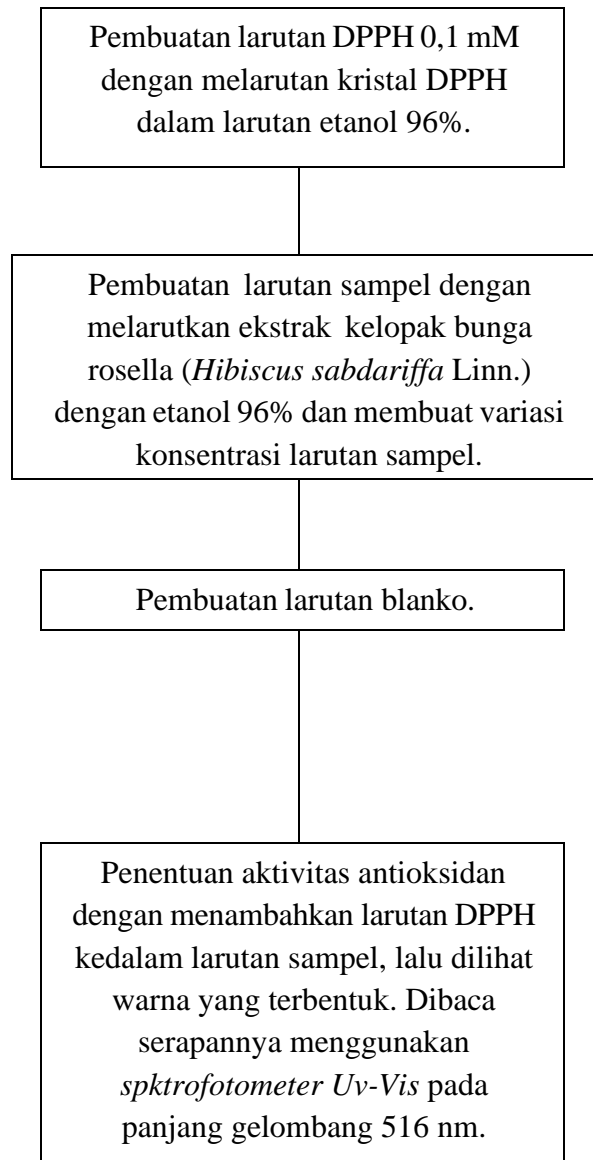 Pembuatan larutan DPPH 0,1 mM
dengan melarutan kristal DPPH
dalam larutan etanol 96%.
Pembuatan larutan sampel dengan
melarutkan ekstrak kelopak bunga
rosella (Hibiscus sabdariffa Linn.)
dengan etanol 96% dan membuat variasi
konsentrasi larutan sampel.
Pembuatan larutan blanko.
Penentuan aktivitas antioksidan
dengan menambahkan larutan DPPH
kedalam larutan sampel, lalu dilihat
warna yang terbentuk. Dibaca
serapannya menggunakan
spktrofotometer Uv-Vis pada
panjang gelombang 516 nm.